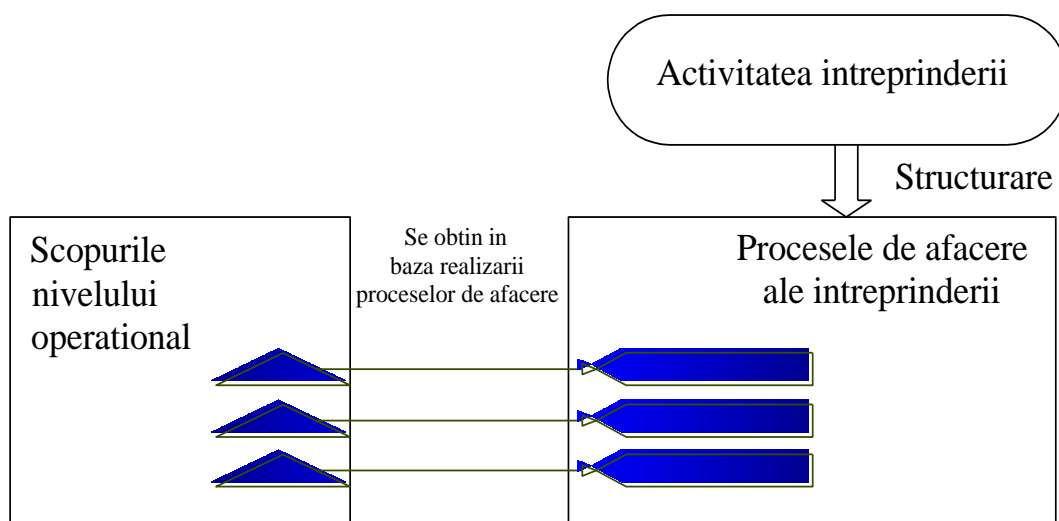 Activitatea intreprinderii
Structurare
Scopurile
nivelului
operational
Se obtin in
baza realizarii
proceselor de afacere
Procesele de afacere
ale intreprinderii